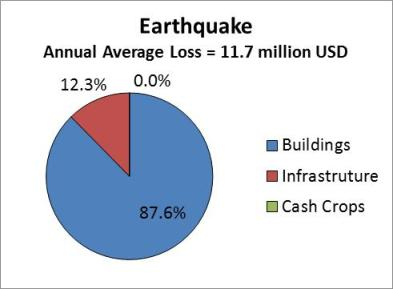 Earthquake
Annual Average Loss = 11.7 million USD
12.3%
0.0%
87.6%
Buildings
Infrastruture
Cash Crops